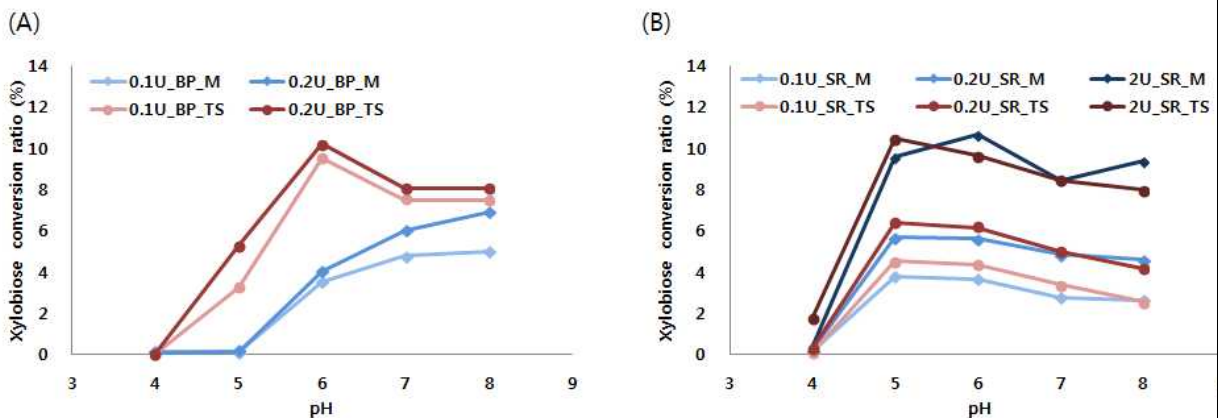 (A)
Xylobiose conversion ratio (%)
14
12
10
8
6
4
2
0
0.1U_BP_M
0.2U_BP_M
0.1U_BP_TS
0.2U_BP_TS
3 4 5 6 7 8 9
pH
(B)
Xylobiose conversion ratio (%)
14
12
10
8
6
4
2
0
0.1U_SR_M
0.2U_SR_M
2U_SR_M
0.1U_SR_TS
0.2U_SR_TS
2U_SR_TS
3 4 5 6 7 8
pH